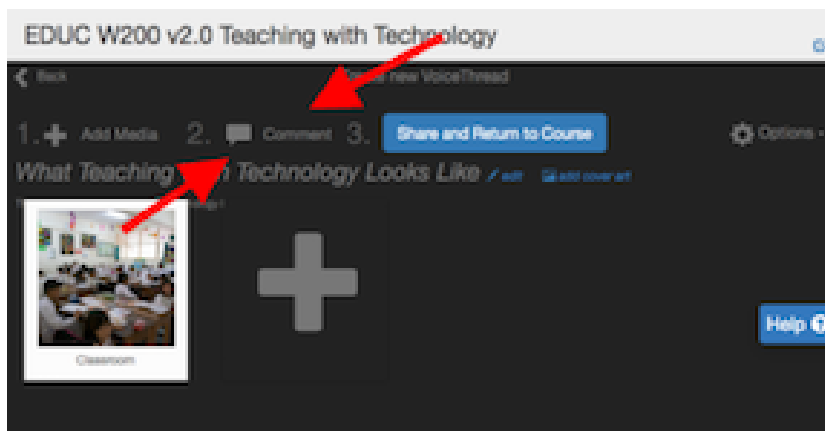 EDUC W200 v2.0 Teaching with Technology
Back
new VoiceThread
1. Add Media 2. Comment 3. Share and Return to Course Options
What Teaching Technology Looks Like edit add cover art
Classroom
Help